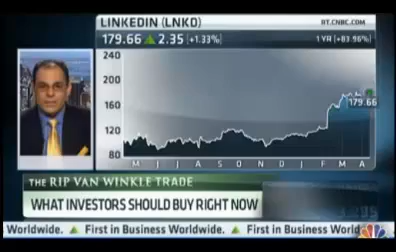 LINKEDIN (LNKD)
RT.CNBC.COM
179.66 ▲ 2.35 (+1.33%)
1 YR (+83.96%)
240
200
160
120
80
179.66
M J J A S O N D J F M A
THE RIP VAN WINKLE TRADE
WHAT INVESTORS SHOULD BUY RIGHT NOW
Worldwide. ▲ First in Business Worldwide. ▲ First in Business World